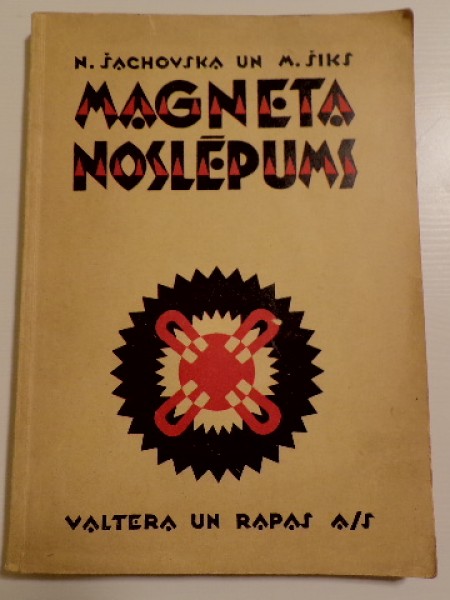 N. ŠACHOVSKA UN M. ŠIKS
MAGNETA
NOSLĒPUMS
VALTERA UN RAPAS A/S